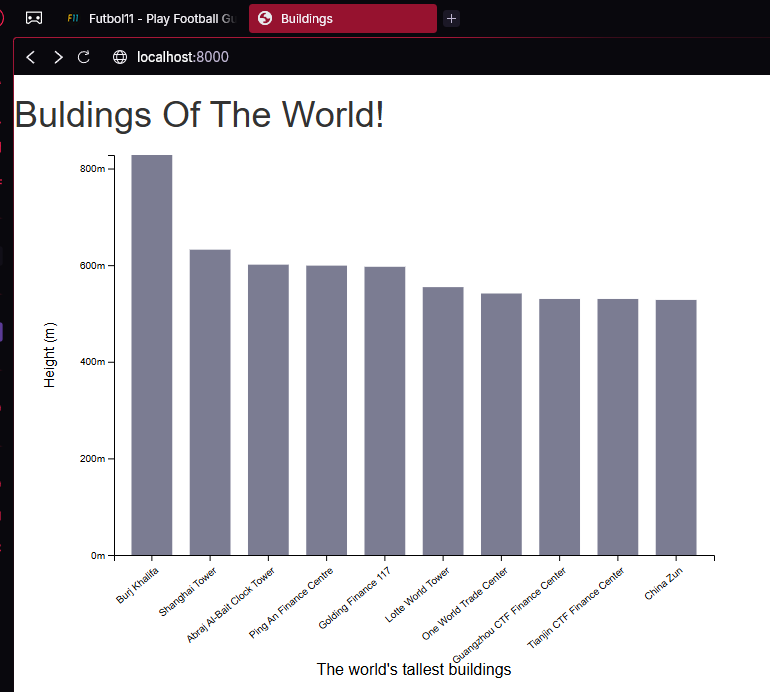 F11 Futbol11 - Play Football Gu
Buildings
localhost:8000
Buldings Of The World!
800m
600m
400m
200m
0m
Height (m)
Burj Khalifa
Shanghai Tower
Abraj Al-Bait Clock Tower
Ping An Finance Centre
Golding Finance 117
Lotte World Tower
One World Trade Center
Guangzhou CTF Finance Center
Tianjin CTF Finance Center
China Zun
The world's tallest buildings